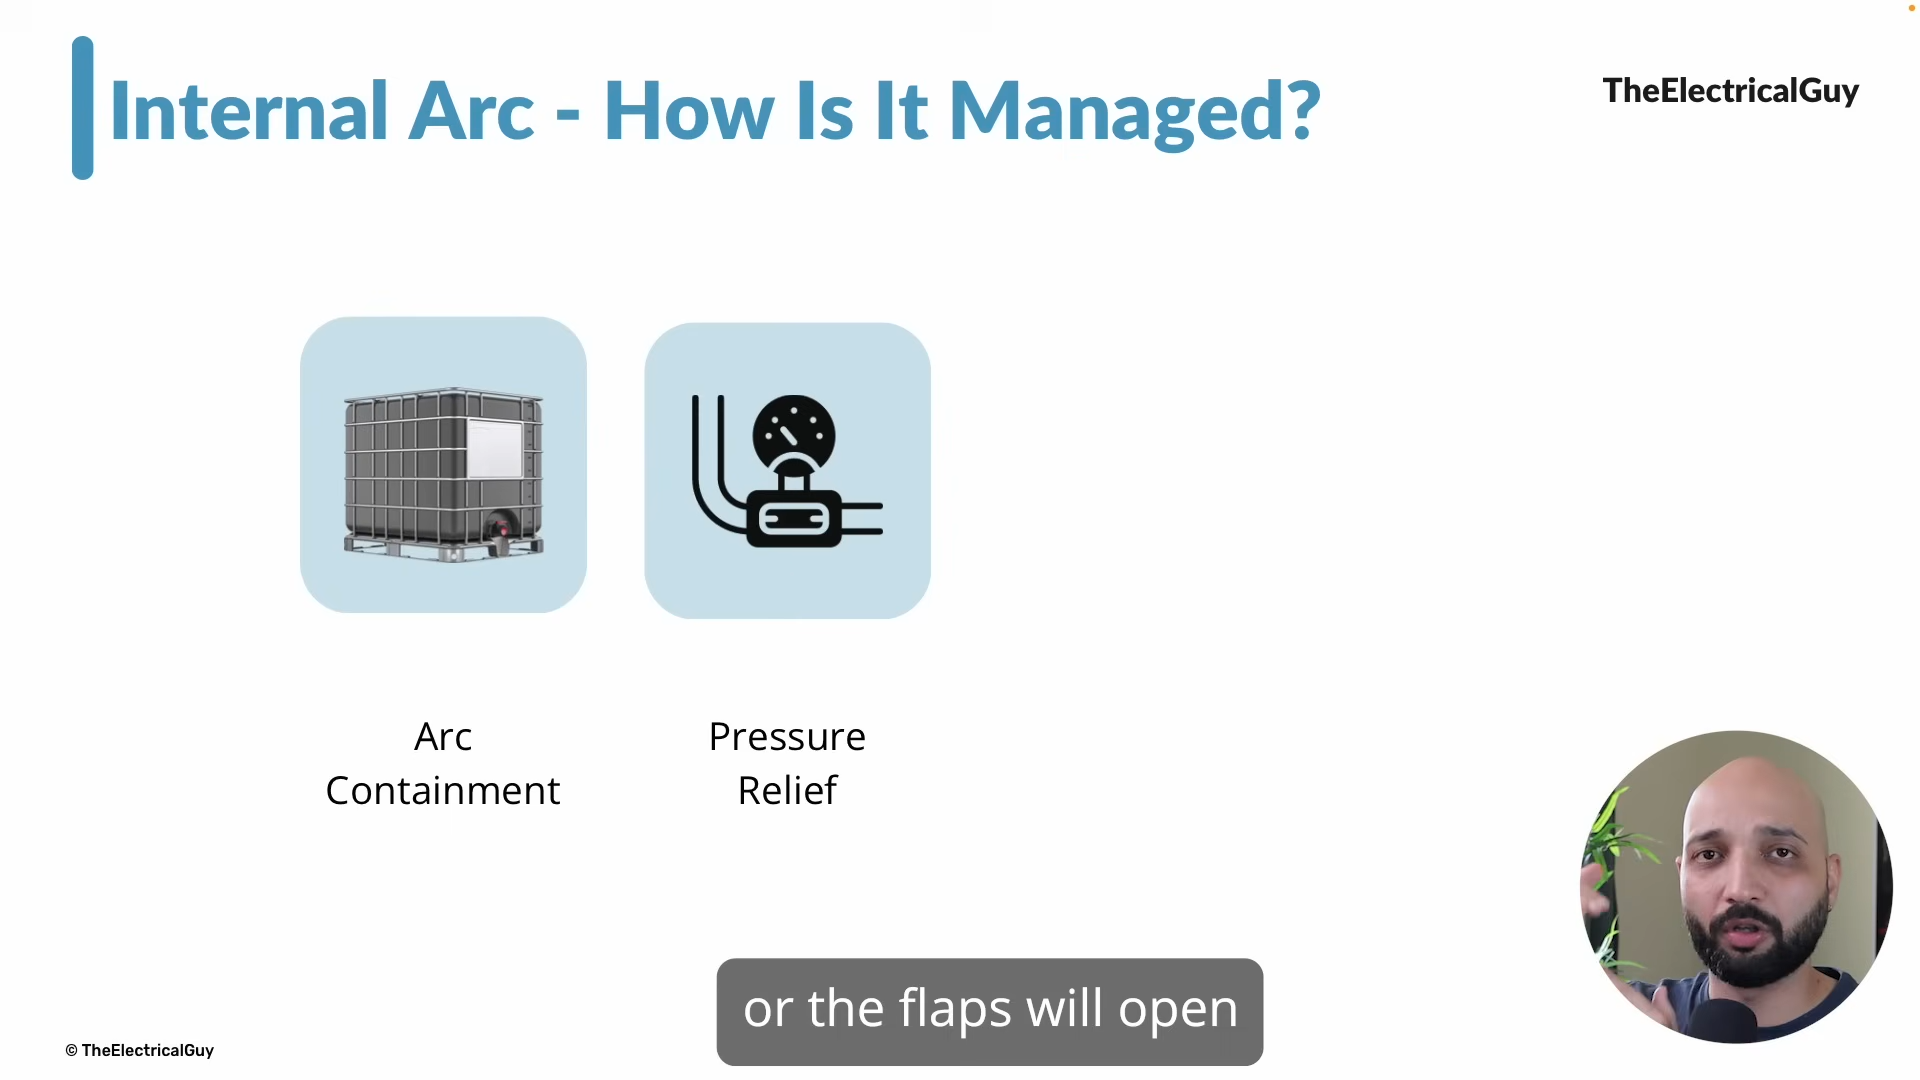 Internal Arc - How Is It Managed?
TheElectricalGuy
Arc
Containment
Pressure
Relief
or the flaps will open
© TheElectricalGuy